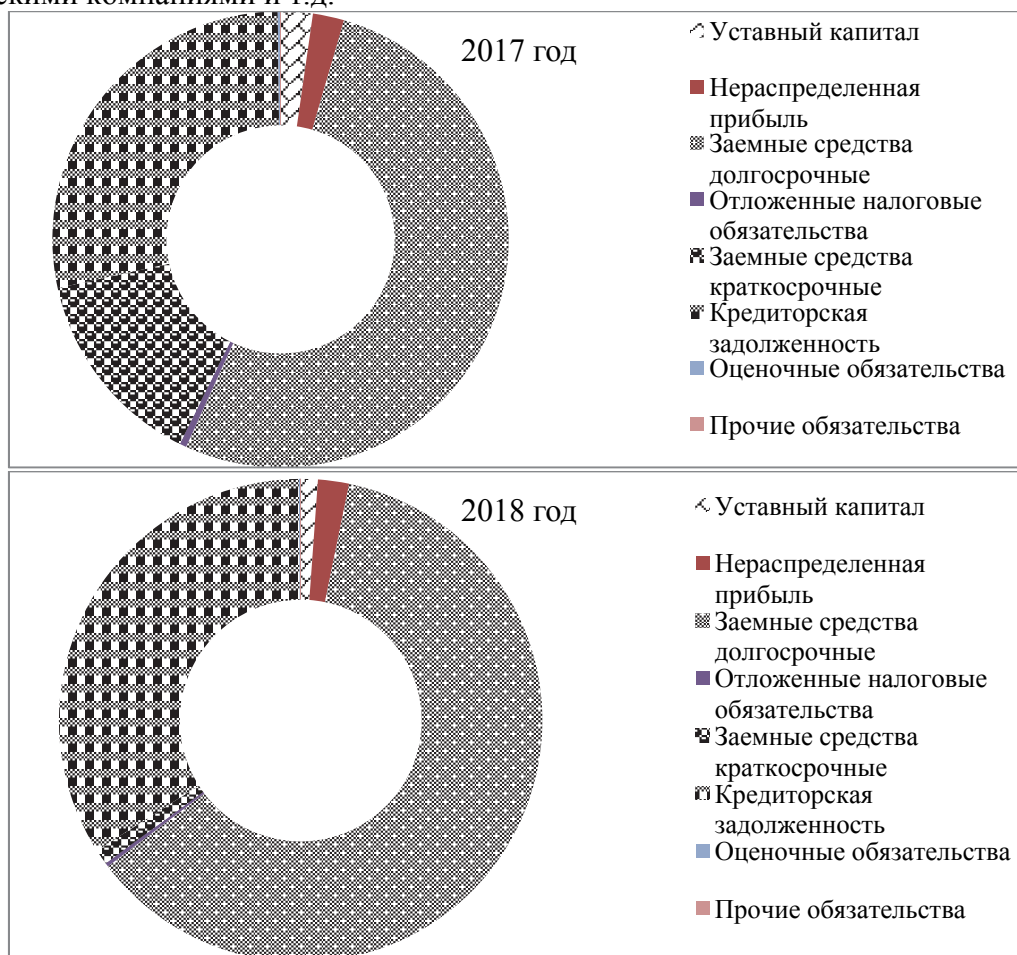 скими компаниями и т.д.
2017 год
Уставный капитал
Нераспределенная
прибыль
Заемные средства
долгосрочные
Отложенные налоговые
обязательства
Заемные средства
краткосрочные
Кредиторская
задолженность
Оценочные обязательства
Прочие обязательства
2018 год
Уставный капитал
Нераспределенная
прибыль
Заемные средства
долгосрочные
Отложенные налоговые
обязательства
Заемные средства
краткосрочные
Кредиторская
задолженность
Оценочные обязательства
Прочие обязательства